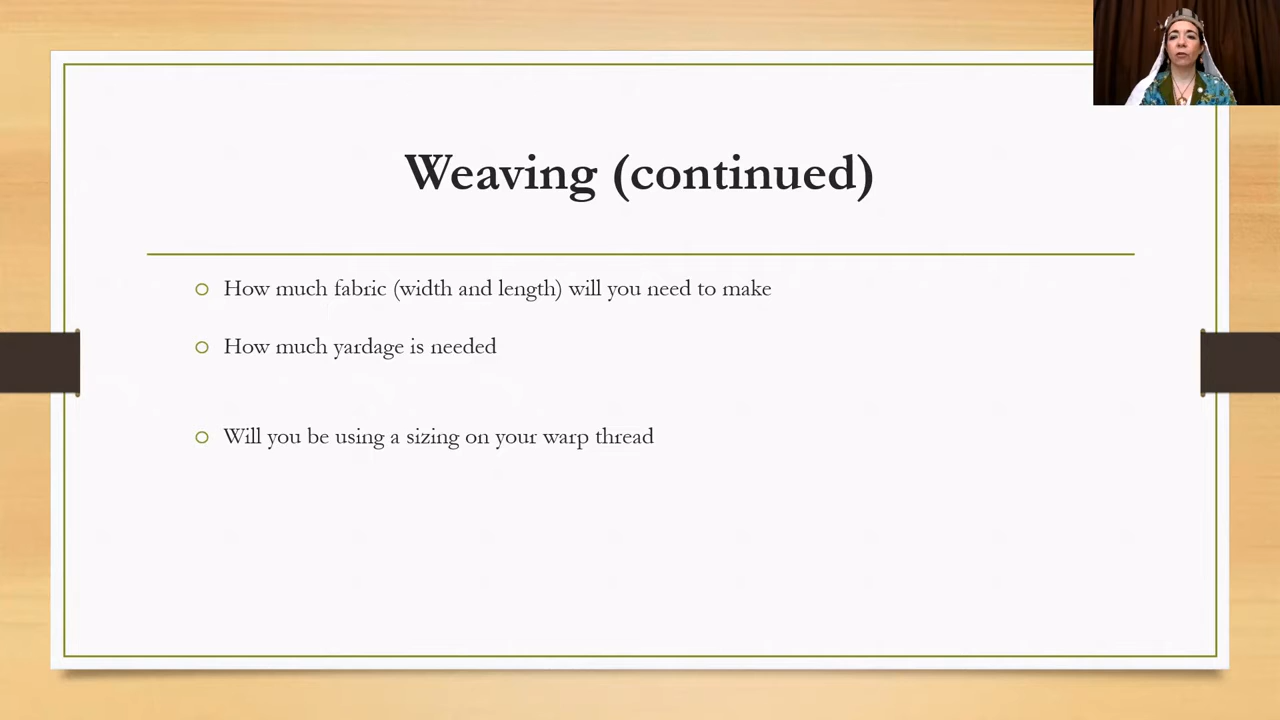 Weaving (continued)
How much fabric (width and length) will you need to make
How much yardage is needed
Will you be using a sizing on your warp thread